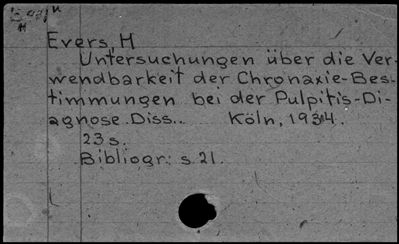 H
Evers, H
Untersuchungen über die Ver-
wendbarkeit der Chronaxie-Bes-
timmungen bei der Pulpitis-Di-
agnose. Diss.. Köln, 1934.
23 s.
Bibliogr. s. 21.